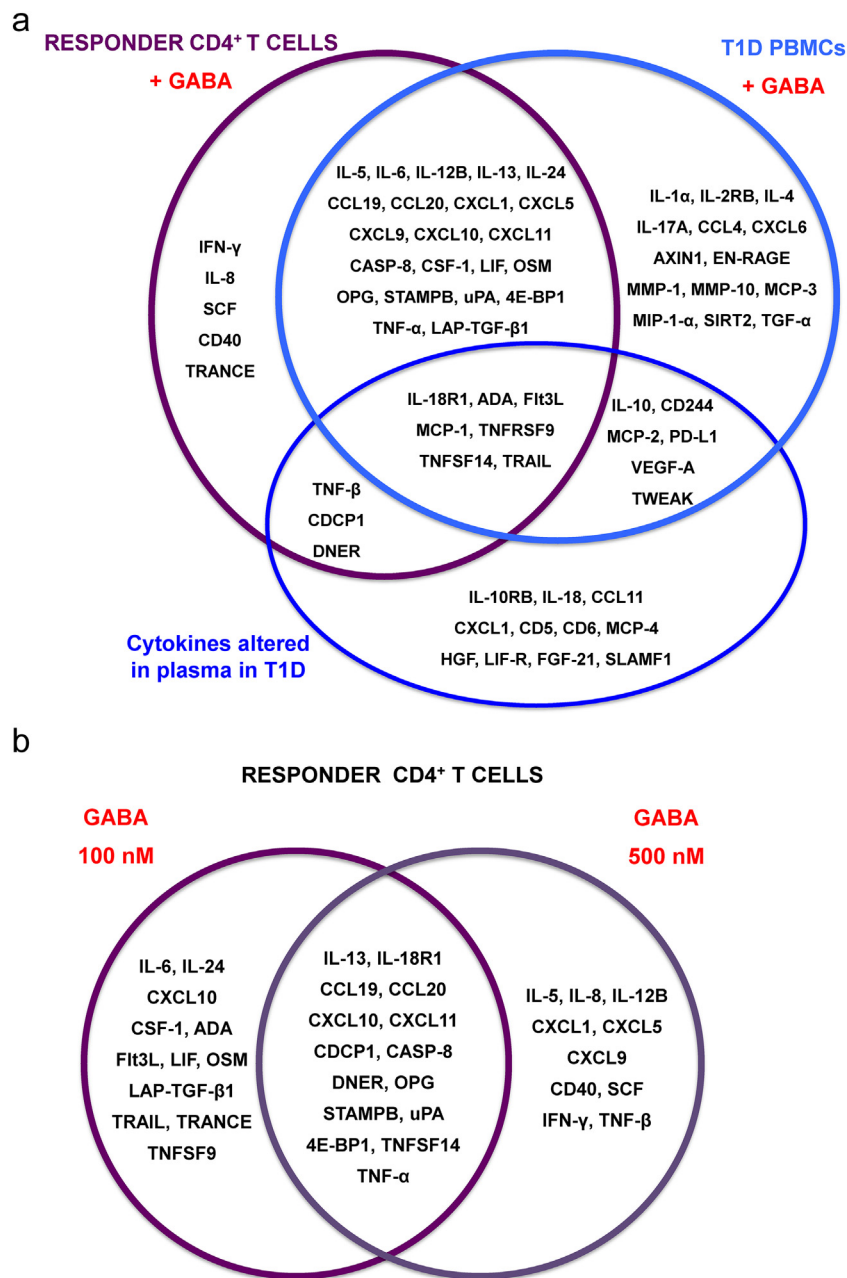 a
RESPONDER CD4⁺ T CELLS
+ GABA
T1D PBMCs
+ GABA
IFN-γ
IL-8
SCF
CD40
TRANCE
IL-5, IL-6, IL-12B, IL-13, IL-24
CCL19, CCL20, CXCL1, CXCL5
CXCL9, CXCL10, CXCL11
CASP-8, CSF-1, LIF, OSM
OPG, STAMPB, uPA, 4E-BP1
TNF-α, LAP-TGF-β1
IL-1α, IL-2RB, IL-4
IL-17A, CCL4, CXCL6
AXIN1, EN-RAGE
MMP-1, MMP-10, MCP-3
MIP-1-α, SIRT2, TGF-α
IL-18R1, ADA, Flt3L
MCP-1, TNFRSF9
TNFSF14, TRAIL
IL-10, CD244
MCP-2, PD-L1
VEGF-A
TWEAK
TNF-β
CDCP1
DNER
Cytokines altered
in plasma in T1D
IL-10RB, IL-18, CCL11
CXCL1, CD5, CD6, MCP-4
HGF, LIF-R, FGF-21, SLAMF1
b
RESPONDER CD4⁺ T CELLS
GABA
100 nM
GABA
500 nM
IL-6, IL-24
CXCL10
CSF-1, ADA
Flt3L, LIF, OSM
LAP-TGF-β1
TRAIL, TRANCE
TNFSF9
IL-13, IL-18R1
CCL19, CCL20
CXCL10, CXCL11
CDCP1, CASP-8
DNER, OPG
STAMPB, uPA
4E-BP1, TNFSF14
TNF-α
IL-5, IL-8, IL-12B
CXCL1, CXCL5
CXCL9
CD40, SCF
IFN-γ, TNF-β